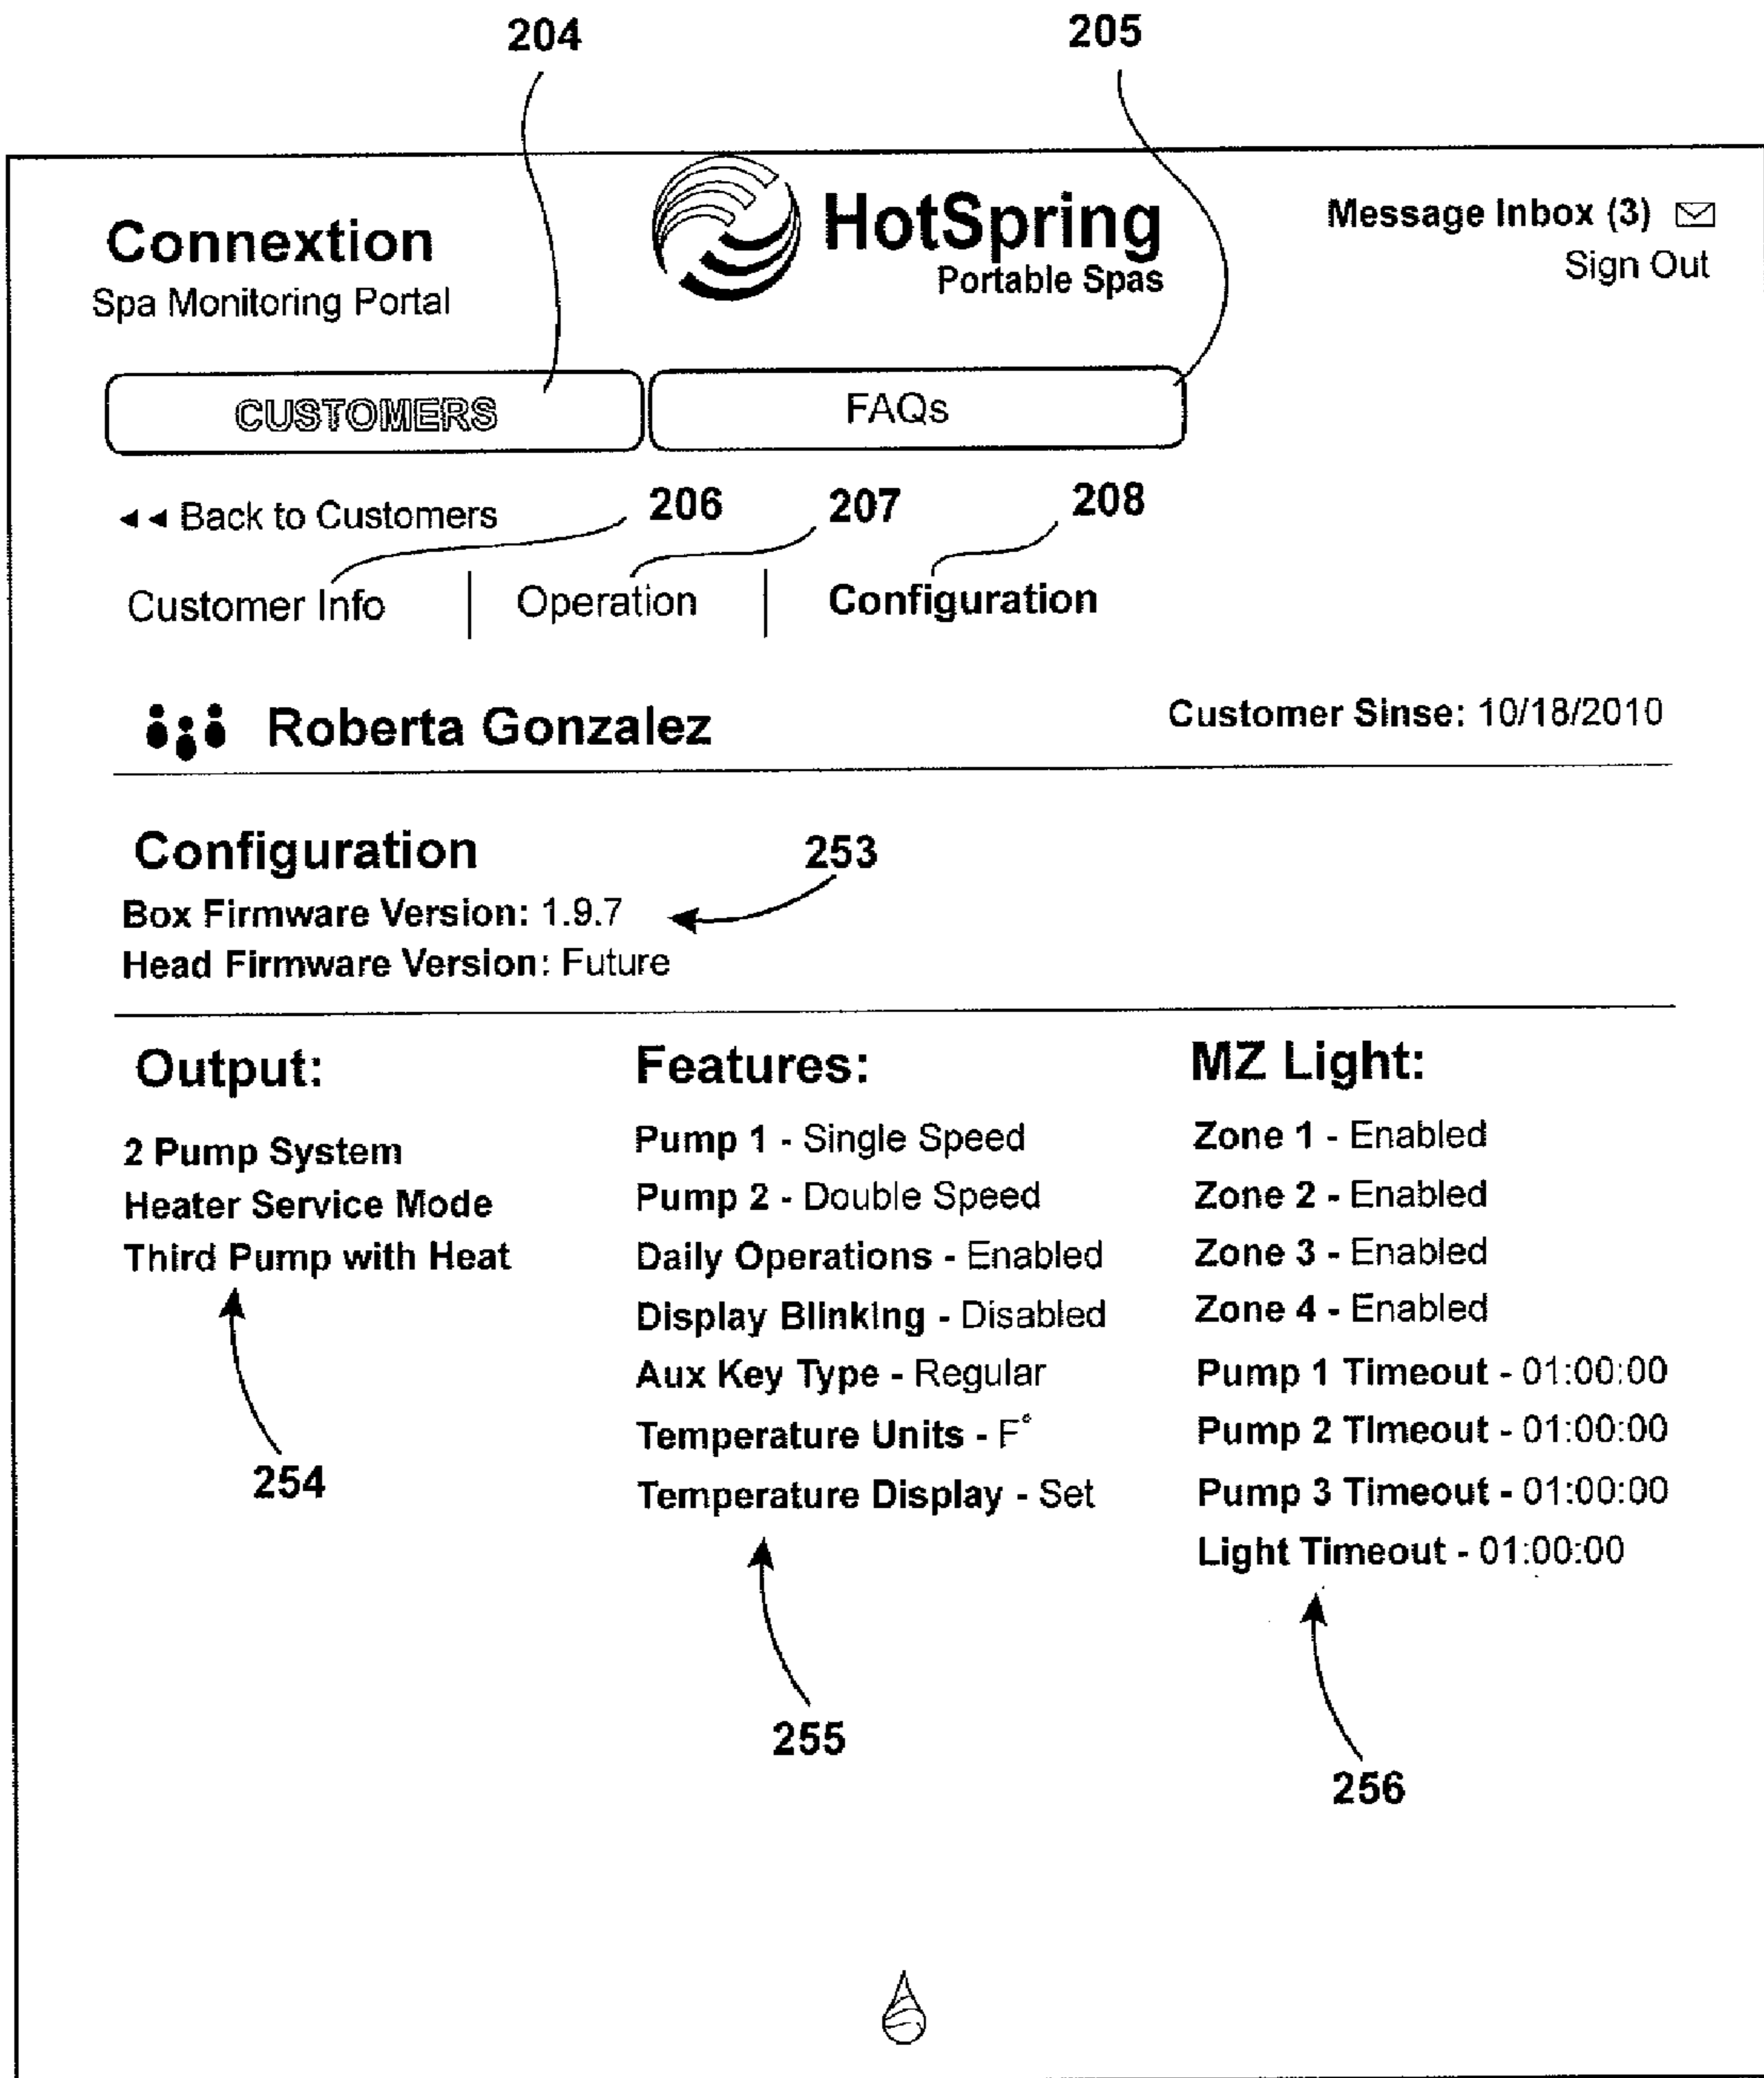 204 205
Connextion
Spa Monitoring Portal
HotSpring
Portable Spas
Message Inbox (3)
Sign Out
CUSTOMERS
FAQs
◄◄ Back to Customers
206 207 208
Customer Info | Operation | Configuration
Roberta Gonzalez
Customer Sinse: 10/18/2010
Configuration
253
Box Firmware Version: 1.9.7
Head Firmware Version: Future
Output:
2 Pump System
Heater Service Mode
Third Pump with Heat
254
Features:
Pump 1 - Single Speed
Pump 2 - Double Speed
Daily Operations - Enabled
Display Blinking - Disabled
Aux Key Type - Regular
Temperature Units - F°
Temperature Display - Set
255
MZ Light:
Zone 1 - Enabled
Zone 2 - Enabled
Zone 3 - Enabled
Zone 4 - Enabled
Pump 1 Timeout - 01:00:00
Pump 2 Timeout - 01:00:00
Pump 3 Timeout - 01:00:00
Light Timeout - 01:00:00
256